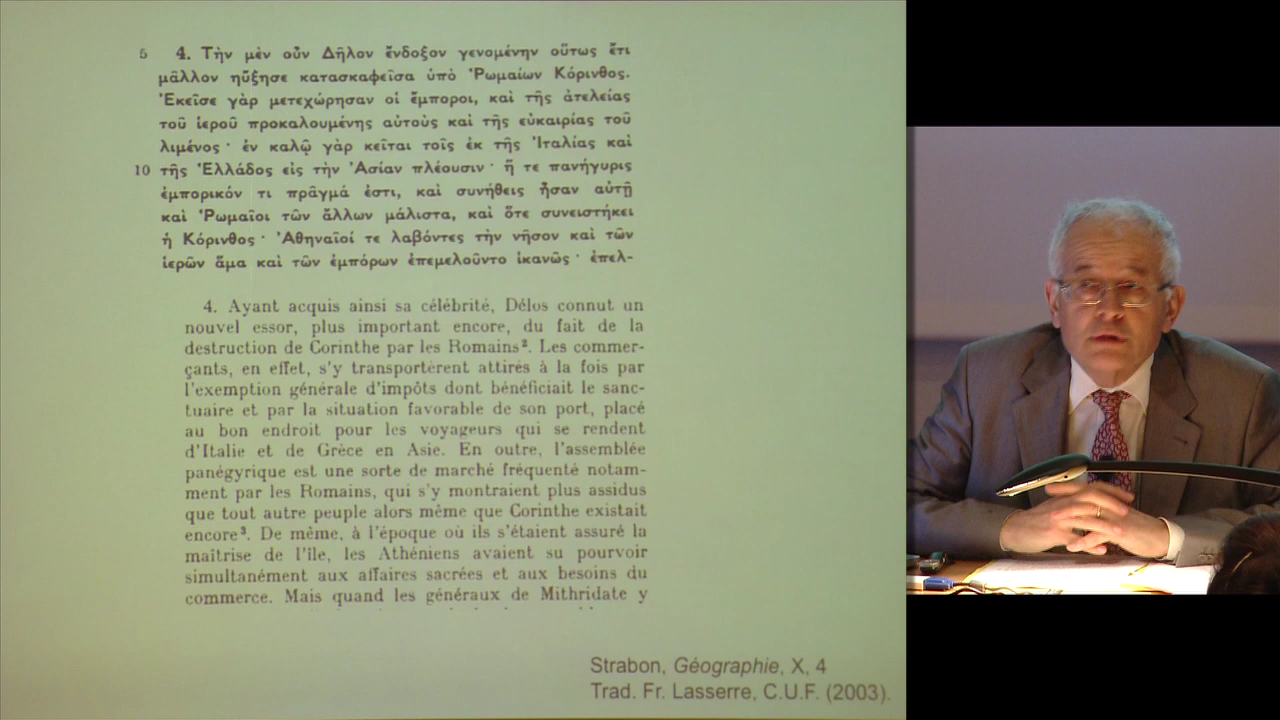 5 4. Τὴν μὲν οὖν Δῆλον ἔνδοξον γενομένην οὕτως ἔτι
μᾶλλον ηὔξησε κατασκαφεῖσα ὑπὸ Ῥωμαίων Κόρινθος.
Ἐκεῖσε γὰρ μετεχώρησαν οἱ ἔμποροι, καὶ τῆς ἀτελείας
τοῦ ἱεροῦ προκαλουμένης αὐτοὺς καὶ τῆς εὐκαιρίας τοῦ
λιμένος · ἐν καλῷ γὰρ κεῖται τοῖς ἐκ τῆς Ἰταλίας καὶ
10 τῆς Ἑλλάδος εἰς τὴν Ἀσίαν πλέουσιν · ἥ τε πανήγυρις
ἐμπορικόν τι πρᾶγμά ἐστι, καὶ συνήθεις ἦσαν αὐτῇ
καὶ Ῥωμαῖοι τῶν ἄλλων μάλιστα, καὶ ὅτε συνειστήκει
ἡ Κόρινθος · Ἀθηναῖοί τε λαβόντες τὴν νῆσον καὶ τῶν
ἱερῶν ἅμα καὶ τῶν ἐμπόρων ἐπεμελοῦντο ἱκανῶς · ἐπελ-
4. Ayant acquis ainsi sa célébrité, Délos connut un
nouvel essor, plus important encore, du fait de la
destruction de Corinthe par les Romains². Les commer-
çants, en effet, s'y transportèrent attirés à la fois par
l'exemption générale d'impôts dont bénéficiait le sanc-
tuaire et par la situation favorable de son port, placé
au bon endroit pour les voyageurs qui se rendent
d'Italie et de Grèce en Asie. En outre, l'assemblée
panégyrique est une sorte de marché fréquenté notam-
ment par les Romains, qui s'y montraient plus assidus
que tout autre peuple alors même que Corinthe existait
encore³. De même, à l'époque où ils s'étaient assuré la
maîtrise de l'île, les Athéniens avaient su pourvoir
simultanément aux affaires sacrées et aux besoins du
commerce. Mais quand les généraux de Mithridate y
Strabon, Géographie, X, 4
Trad. Fr. Lasserre, C.U.F. (2003).